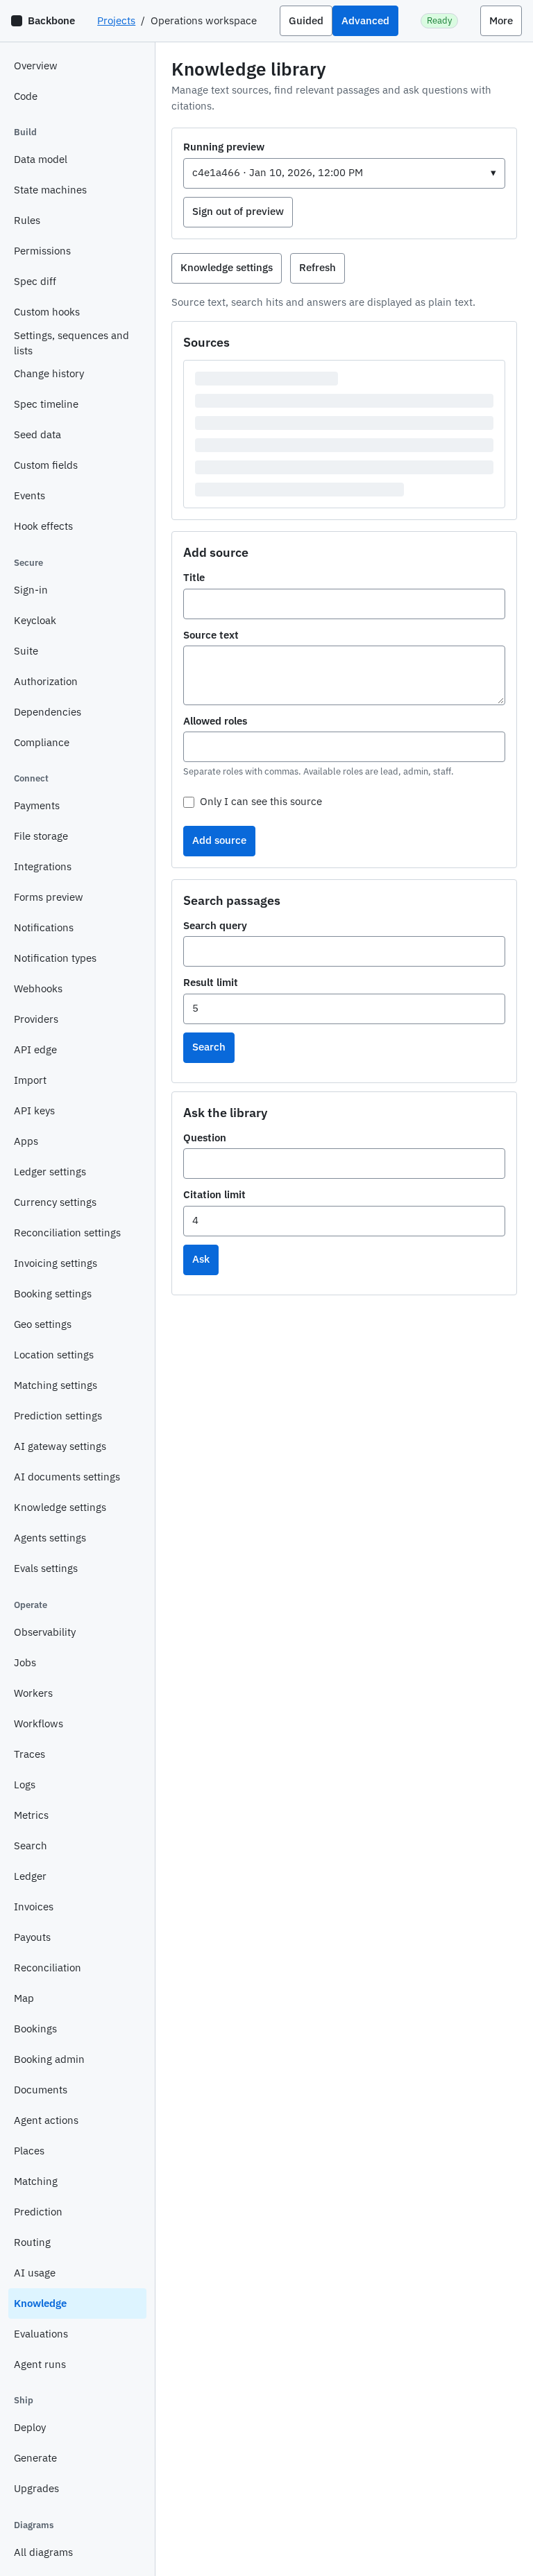 Backbone
Projects / Operations workspace
Guided
Advanced
Ready
More
Overview
Code
Build
Data model
State machines
Rules
Permissions
Spec diff
Custom hooks
Settings, sequences and
lists
Change history
Spec timeline
Seed data
Custom fields
Events
Hook effects
Secure
Sign-in
Keycloak
Suite
Authorization
Dependencies
Compliance
Connect
Payments
File storage
Integrations
Forms preview
Notifications
Notification types
Webhooks
Providers
API edge
Import
API keys
Apps
Ledger settings
Currency settings
Reconciliation settings
Invoicing settings
Booking settings
Geo settings
Location settings
Matching settings
Prediction settings
AI gateway settings
AI documents settings
Knowledge settings
Agents settings
Evals settings
Operate
Observability
Jobs
Workers
Workflows
Traces
Logs
Metrics
Search
Ledger
Invoices
Payouts
Reconciliation
Map
Bookings
Booking admin
Documents
Agent actions
Places
Matching
Prediction
Routing
AI usage
Knowledge
Evaluations
Agent runs
Ship
Deploy
Generate
Upgrades
Diagrams
All diagrams
Knowledge library
Manage text sources, find relevant passages and ask questions with
citations.
Running preview
c4e1a466 · Jan 10, 2026, 12:00 PM
Sign out of preview
Knowledge settings
Refresh
Source text, search hits and answers are displayed as plain text.
Sources
Add source
Title
Source text
Allowed roles
Separate roles with commas. Available roles are lead, admin, staff.
Only I can see this source
Add source
Search passages
Search query
Result limit
5
Search
Ask the library
Question
Citation limit
4
Ask